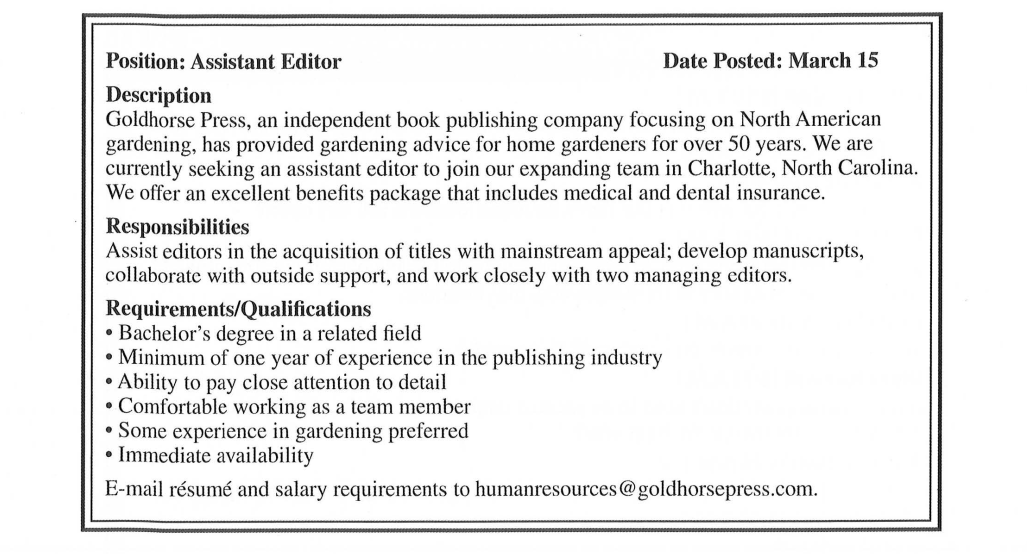 Position: Assistant Editor Date Posted: March 15
Description
Goldhorse Press, an independent book publishing company focusing on North American
gardening, has provided gardening advice for home gardeners for over 50 years. We are
currently seeking an assistant editor to join our expanding team in Charlotte, North Carolina.
We offer an excellent benefits package that includes medical and dental insurance.
Responsibilities
Assist editors in the acquisition of titles with mainstream appeal; develop manuscripts,
collaborate with outside support, and work closely with two managing editors.
Requirements/Qualifications
• Bachelor's degree in a related field
• Minimum of one year of experience in the publishing industry
• Ability to pay close attention to detail
• Comfortable working as a team member
• Some experience in gardening preferred
• Immediate availability
E-mail résumé and salary requirements to humanresources@goldhorsepress.com.